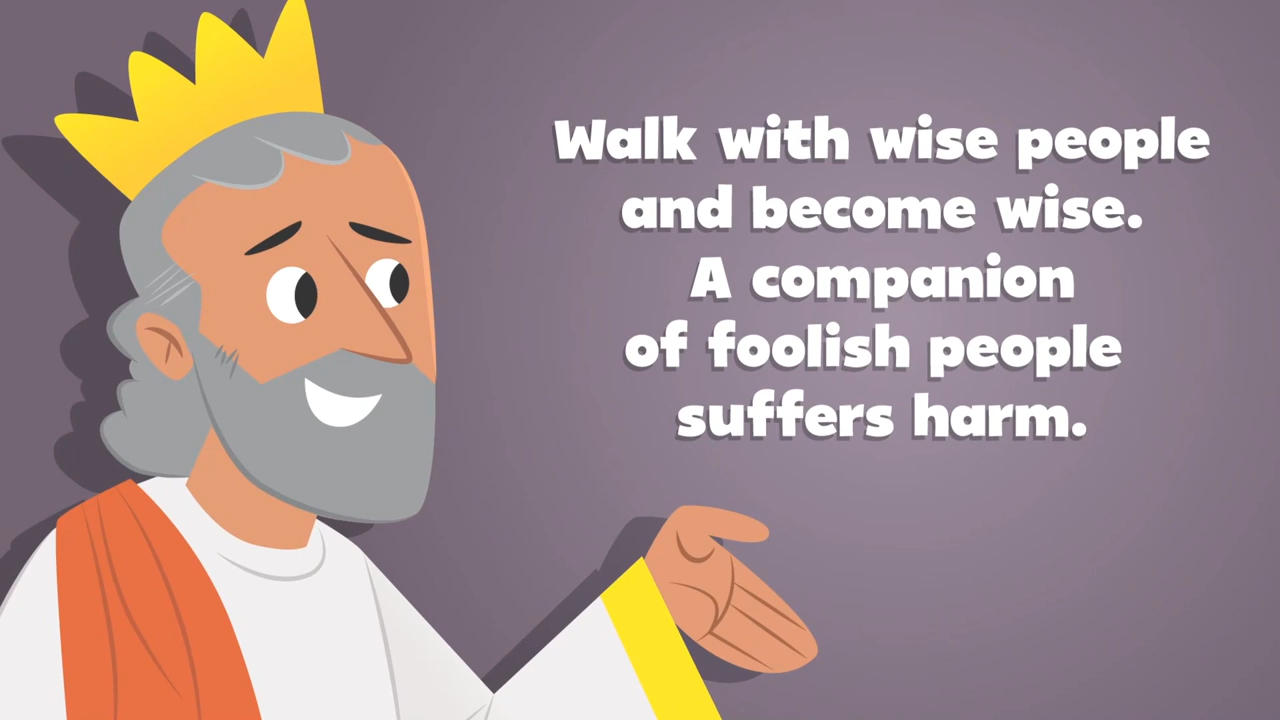 Walk with wise people
and become wise.
A companion
of foolish people
suffers harm.